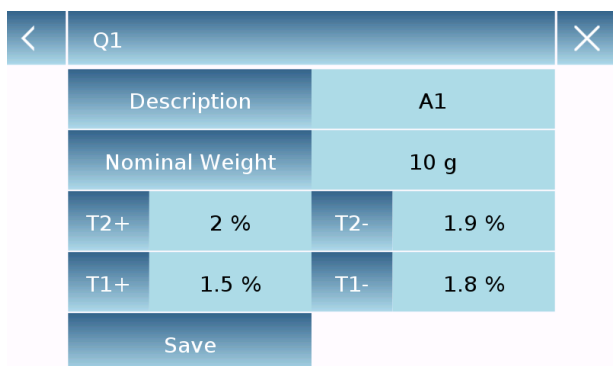 Q1
Description A1
Nominal Weight 10 g
T2+ 2 % T2- 1.9 %
T1+ 1.5 % T1- 1.8 %
Save